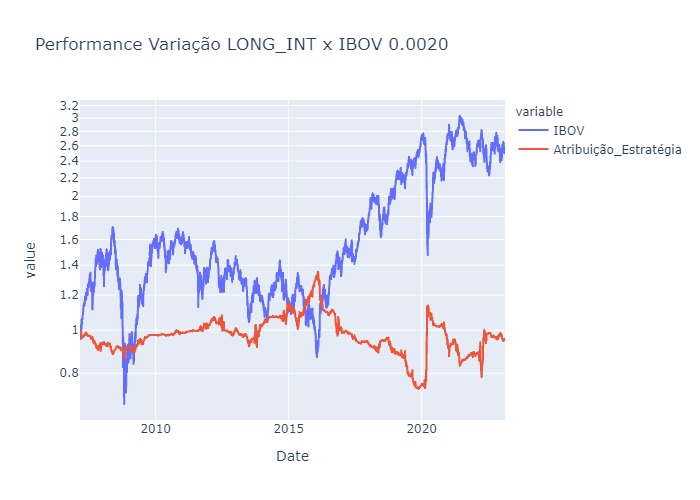 Performance Variação LONG_INT x IBOV 0.0020
variable
IBOV
Atribuição_Estratégia
value
3.2
3
2.8
2.6
2.4
2.2
2
1.8
1.6
1.4
1.2
1
0.8
2010
2015
2020
Date